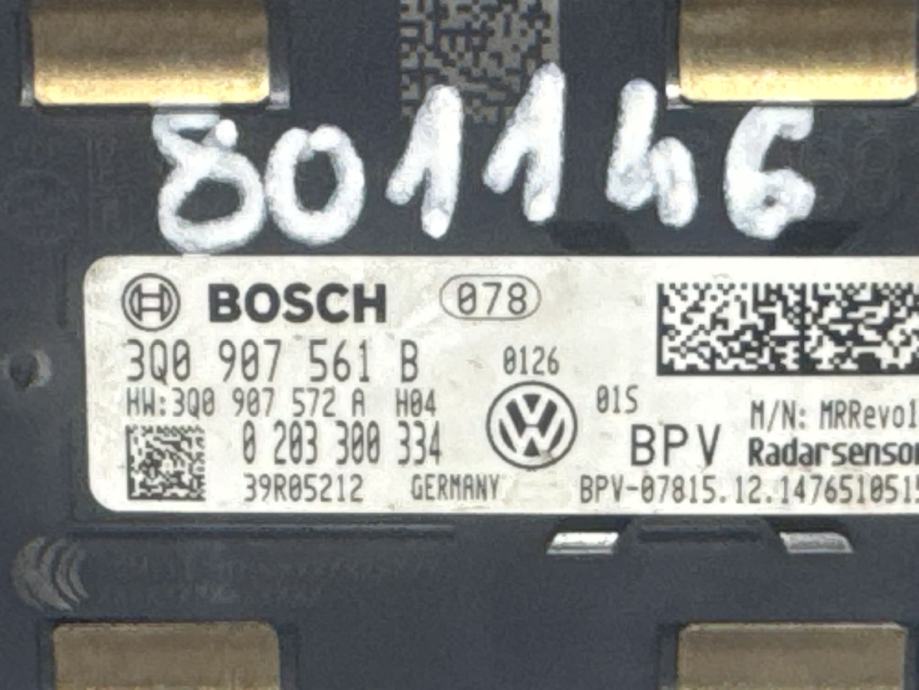 801146
BOSCH 078
3Q0 907 561 B 0126
HW:3Q0 907 572 A H04 01S
0 203 300 334 BPV M/N: MRRevo1
Radarsensor
39R05212 GERMANY BPV-07815.12.1476510511